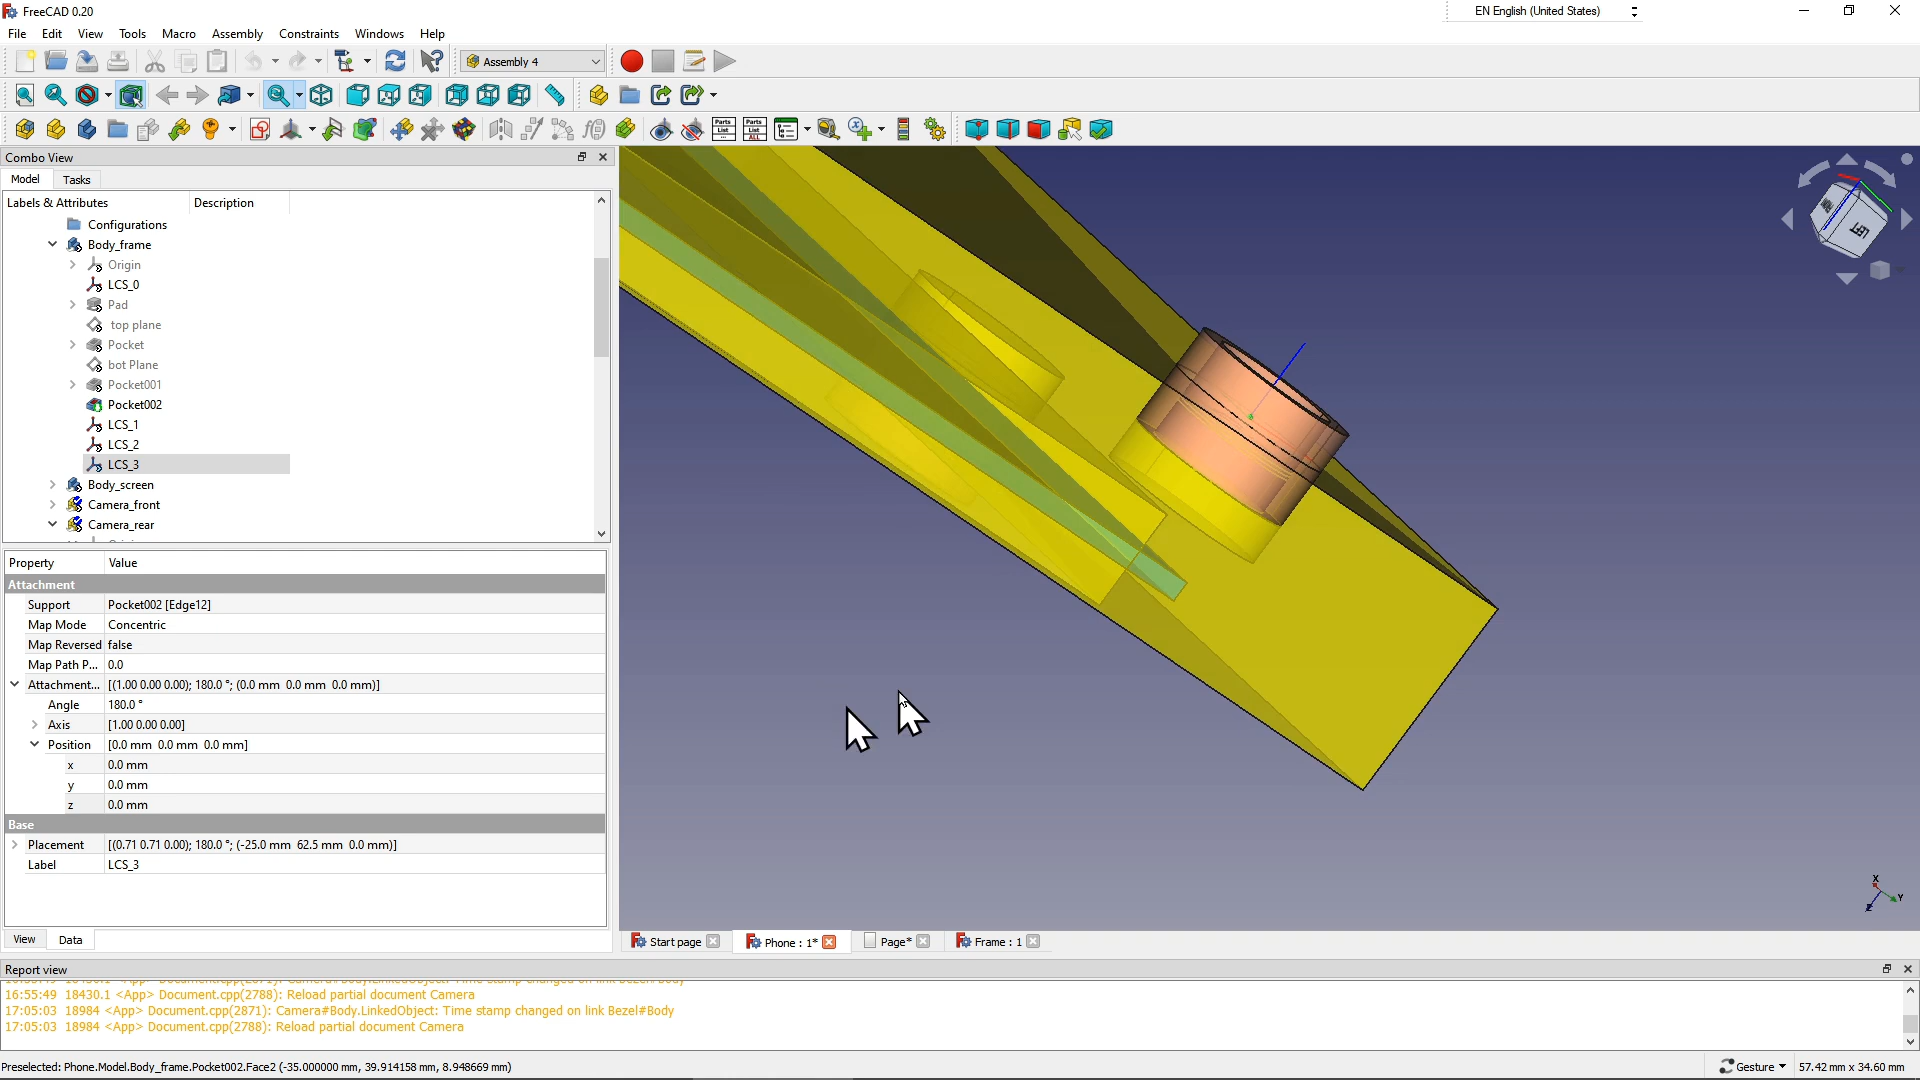 FreeCAD 0.20
EN English (United States)
File Edit View Tools Macro Assembly Constraints Windows Help
Assembly 4
Combo View
Model Tasks
Labels & Attributes Description
Configurations
Body_frame
Origin
LCS_0
Pad
top plane
Pocket
bot Plane
Pocket001
Pocket002
LCS_1
LCS_2
LCS_3
Body_screen
Camera_front
Camera_rear
Property Value
Attachment
Support Pocket002 [Edge12]
Map Mode Concentric
Map Reversed false
Map Path P... 0.0
Attachment... [(1.00 0.00 0.00); 180.0 °; (0.0 mm 0.0 mm 0.0 mm)]
Angle 180.0 °
Axis [1.00 0.00 0.00]
Position [0.0 mm 0.0 mm 0.0 mm]
x 0.0 mm
y 0.0 mm
z 0.0 mm
Base
Placement [(0.71 0.71 0.00); 180.0 °; (-25.0 mm 62.5 mm 0.0 mm)]
Label LCS_3
View Data
Start page Phone : 1* Page* Frame : 1
Report view
16:55:49 18430.1 <App> Document.cpp(2788): Reload partial document Camera
17:05:03 18984 <App> Document.cpp(2871): Camera#Body.LinkedObject: Time stamp changed on link Bezel#Body
17:05:03 18984 <App> Document.cpp(2788): Reload partial document Camera
Preselected: Phone.Model.Body_frame.Pocket002.Face2 (-35.000000 mm, 39.914158 mm, 8.948669 mm)
Gesture 57.42 mm x 34.60 mm
Parts List
Parts List ALL
f(x)
LEFT
X
Y
Z